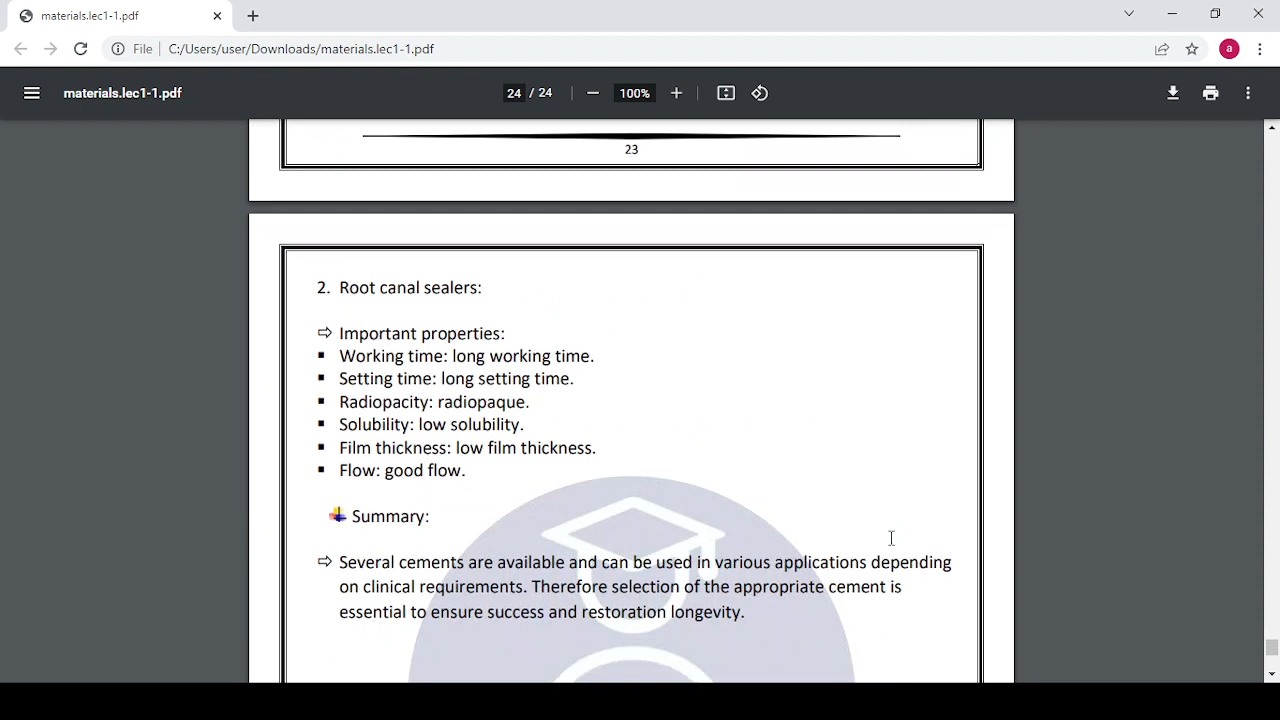 materials.lec1-1.pdf
File
C:/Users/user/Downloads/materials.lec1-1.pdf
a
materials.lec1-1.pdf
24 / 24
100%
23
2. Root canal sealers:
⇨ Important properties:
▪ Working time: long working time.
▪ Setting time: long setting time.
▪ Radiopacity: radiopaque.
▪ Solubility: low solubility.
▪ Film thickness: low film thickness.
▪ Flow: good flow.
Summary:
⇨ Several cements are available and can be used in various applications depending
on clinical requirements. Therefore selection of the appropriate cement is
essential to ensure success and restoration longevity.